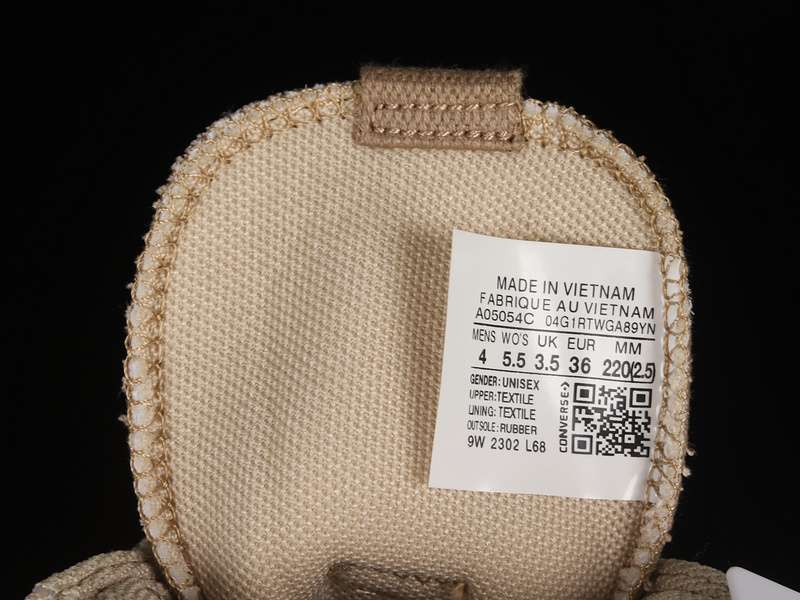 MADE IN VIETNAM
FABRIQUE AU VIETNAM
A05054C 04G1RTWGA89YN
MENS WO'S UK EUR MM
4 5.5 3.5 36 220(2.5)
GENDER: UNISEX
UPPER: TEXTILE
LINING: TEXTILE
OUTSOLE: RUBBER
9W 2302 L68
CONVERSE